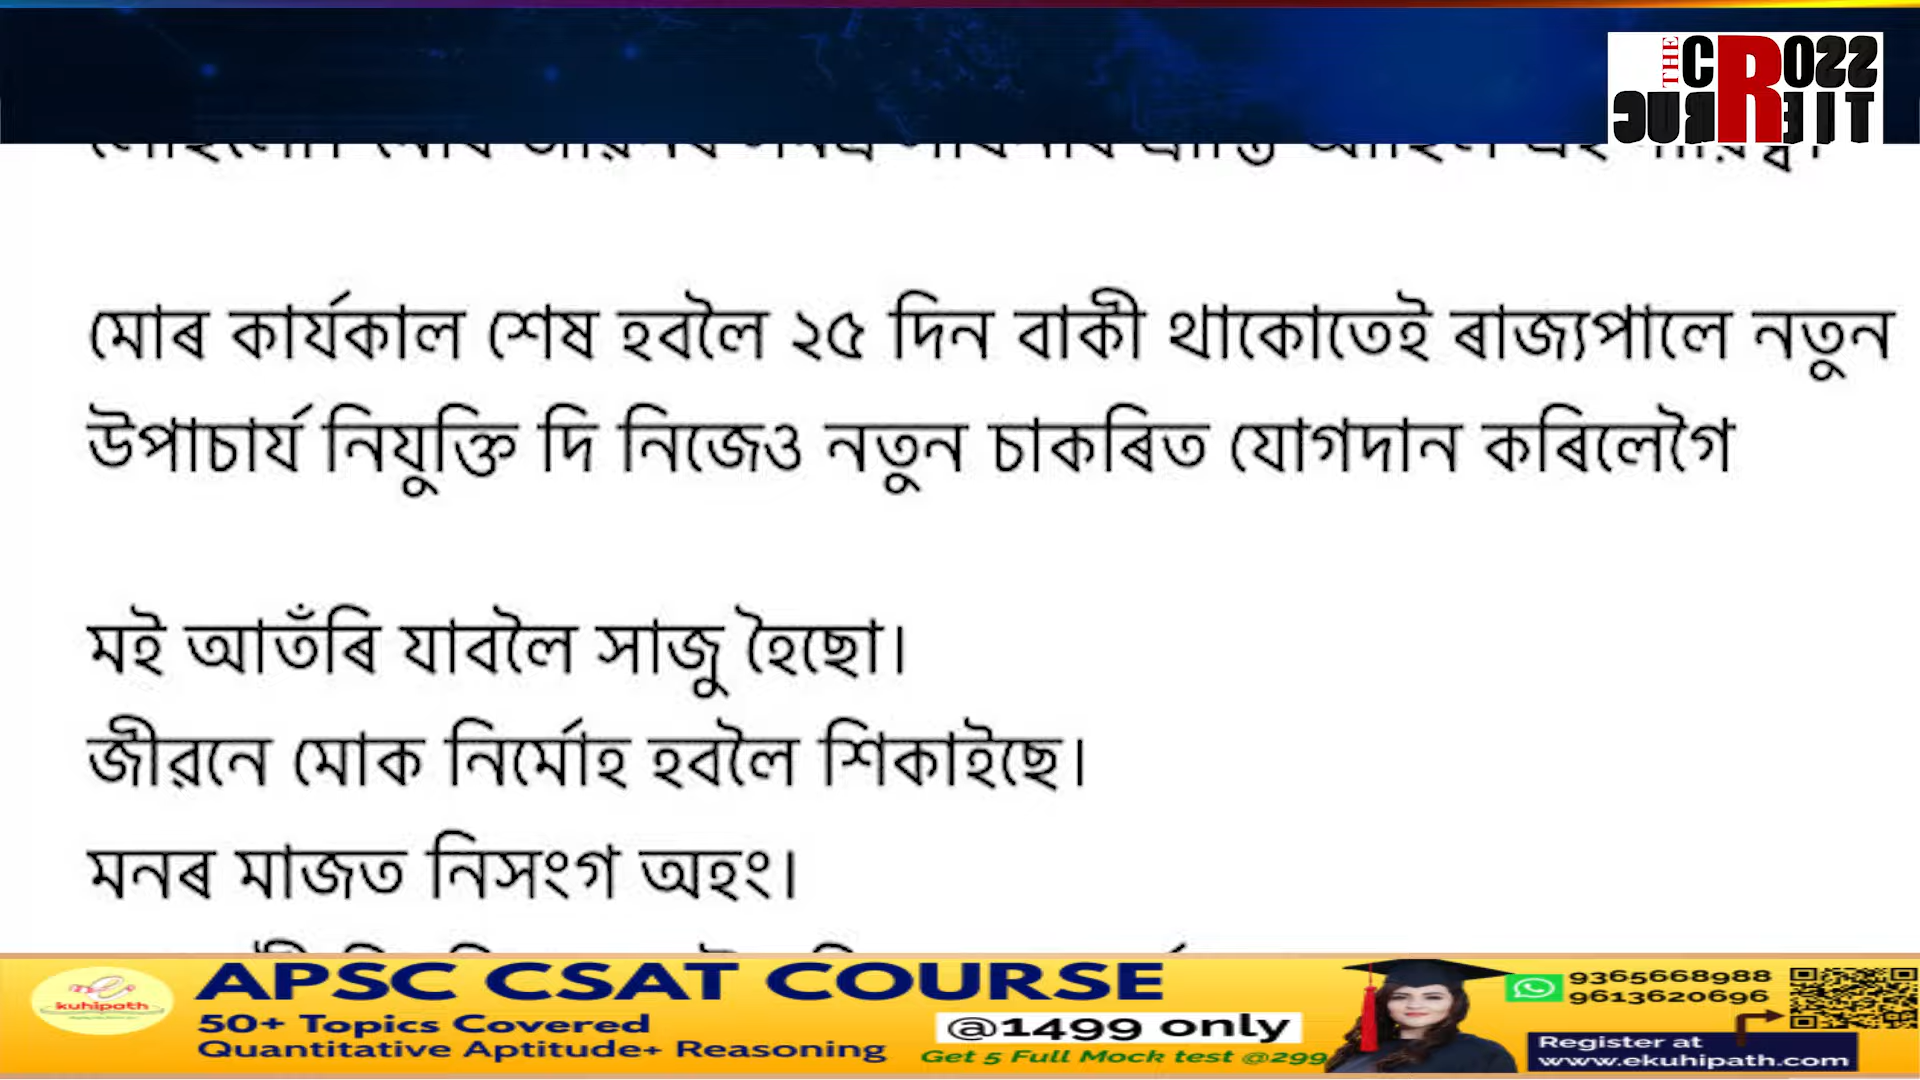 THE CROSS
CURREIT
মোৰ কাৰ্যকাল শেষ হবলৈ ২৫ দিন বাকী থাকোতেই ৰাজ্যপালে নতুন
উপাচাৰ্য নিযুক্তি দি নিজেও নতুন চাকৰিত যোগদান কৰিলেগৈ
মই আতঁৰি যাবলৈ সাজু হৈছো।
জীৱনে মোক নিৰ্মোহ হবলৈ শিকাইছে।
মনৰ মাজত নিসংগ অহং।
kuhipath
APSC CSAT COURSE
50+ Topics Covered
Quantitative Aptitude+ Reasoning
@1499 only
Get 5 Full Mock test @299
9365668988
9613620696
Register at
www.ekuhipath.com